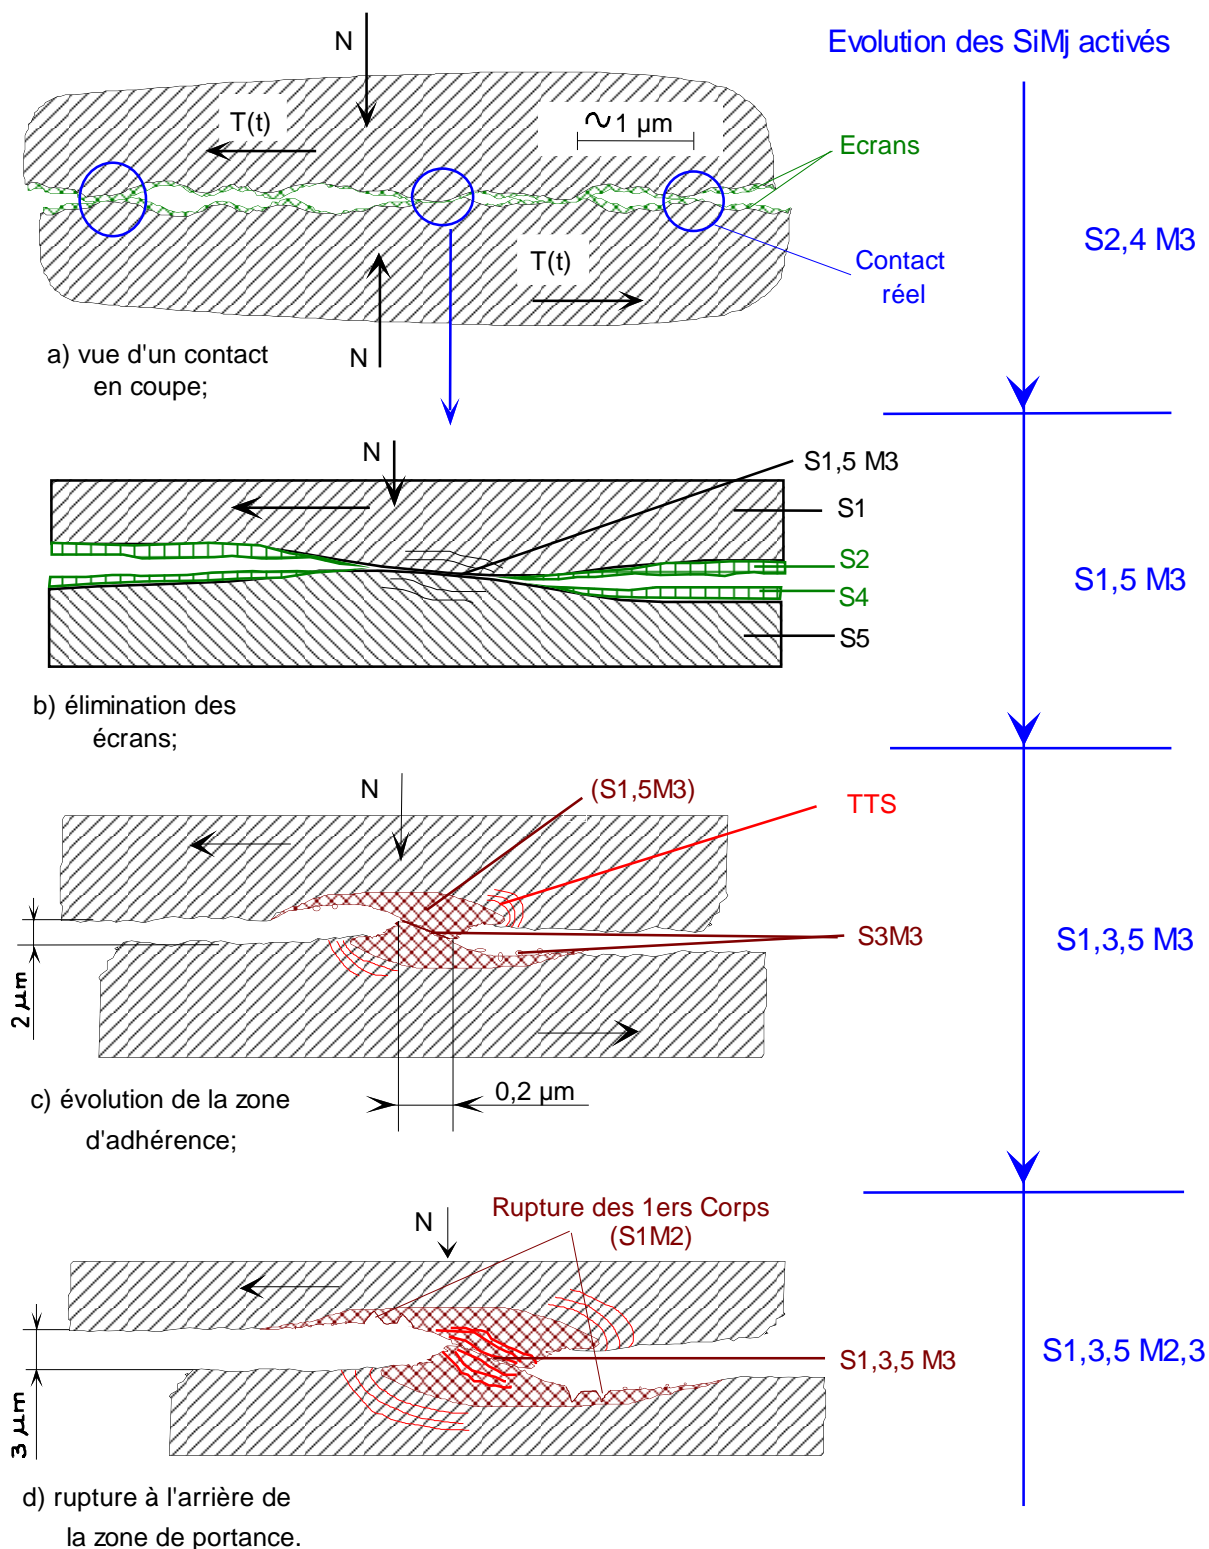 Evolution des SiMj activés
N
T(t)
~1 µm
Ecrans
S2,4 M3
T(t)
Contact
réel
N
a) vue d'un contact
en coupe;
N
S1,5 M3
S1
S2
S4
S5
S1,5 M3
b) élimination des
écrans;
N
(S1,5M3)
TTS
S3M3
S1,3,5 M3
2 µm
0,2 µm
c) évolution de la zone
d'adhérence;
Rupture des 1ers Corps
(S1M2)
N
S1,3,5 M3
S1,3,5 M2,3
3 µm
d) rupture à l'arrière de
la zone de portance.